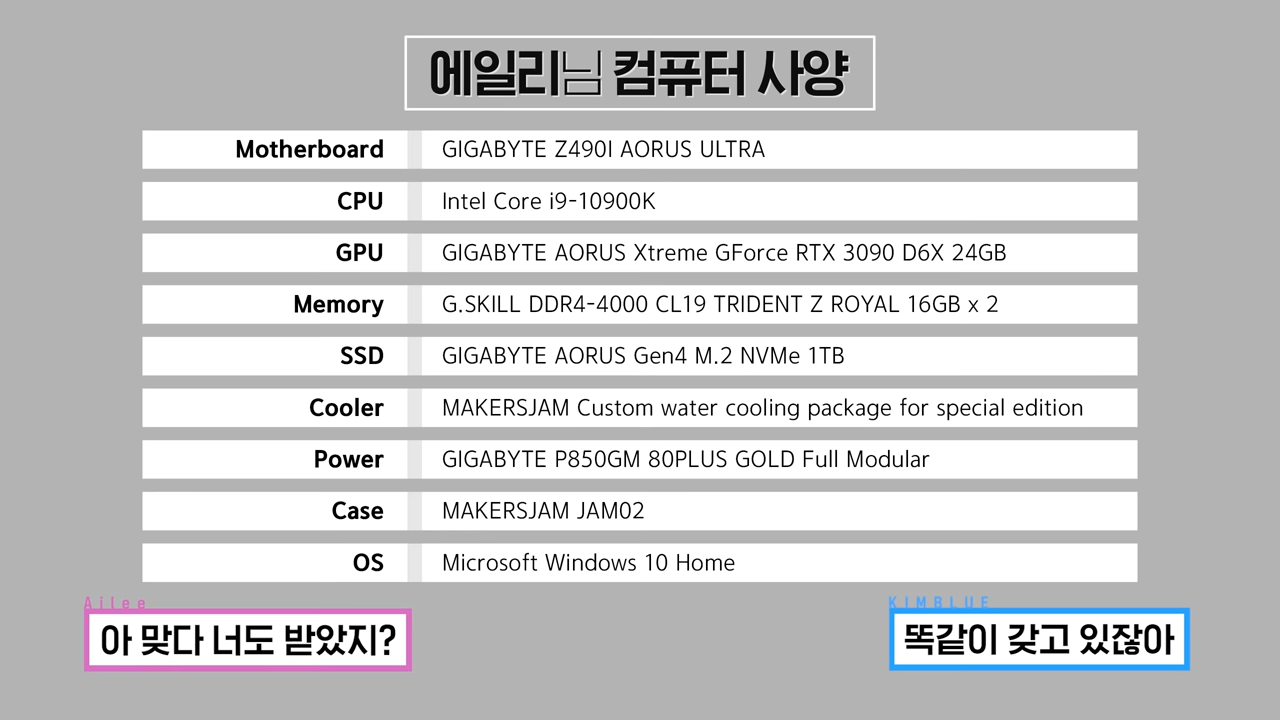 에일리님 컴퓨터 사양
Motherboard GIGABYTE Z490I AORUS ULTRA
CPU Intel Core i9-10900K
GPU GIGABYTE AORUS Xtreme GForce RTX 3090 D6X 24GB
Memory G.SKILL DDR4-4000 CL19 TRIDENT Z ROYAL 16GB x 2
SSD GIGABYTE AORUS Gen4 M.2 NVMe 1TB
Cooler MAKERSJAM Custom water cooling package for special edition
Power GIGABYTE P850GM 80PLUS GOLD Full Modular
Case MAKERSJAM JAM02
OS Microsoft Windows 10 Home
Ailee
아 맞다 너도 받았지?
KIMBLUE
똑같이 갖고 있잖아